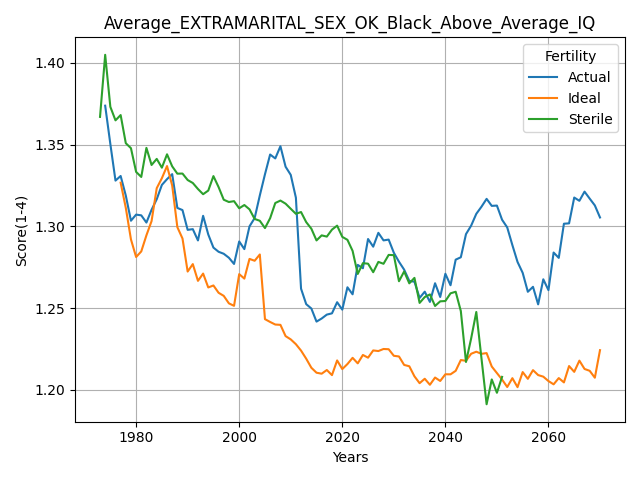 Average_EXTRAMARITAL_SEX_OK_Black_Above_Average_IQ
Fertility
Actual
Ideal
Sterile
1.40
1.35
1.30
1.25
1.20
Score(1-4)
1980 2000 2020 2040 2060
Years